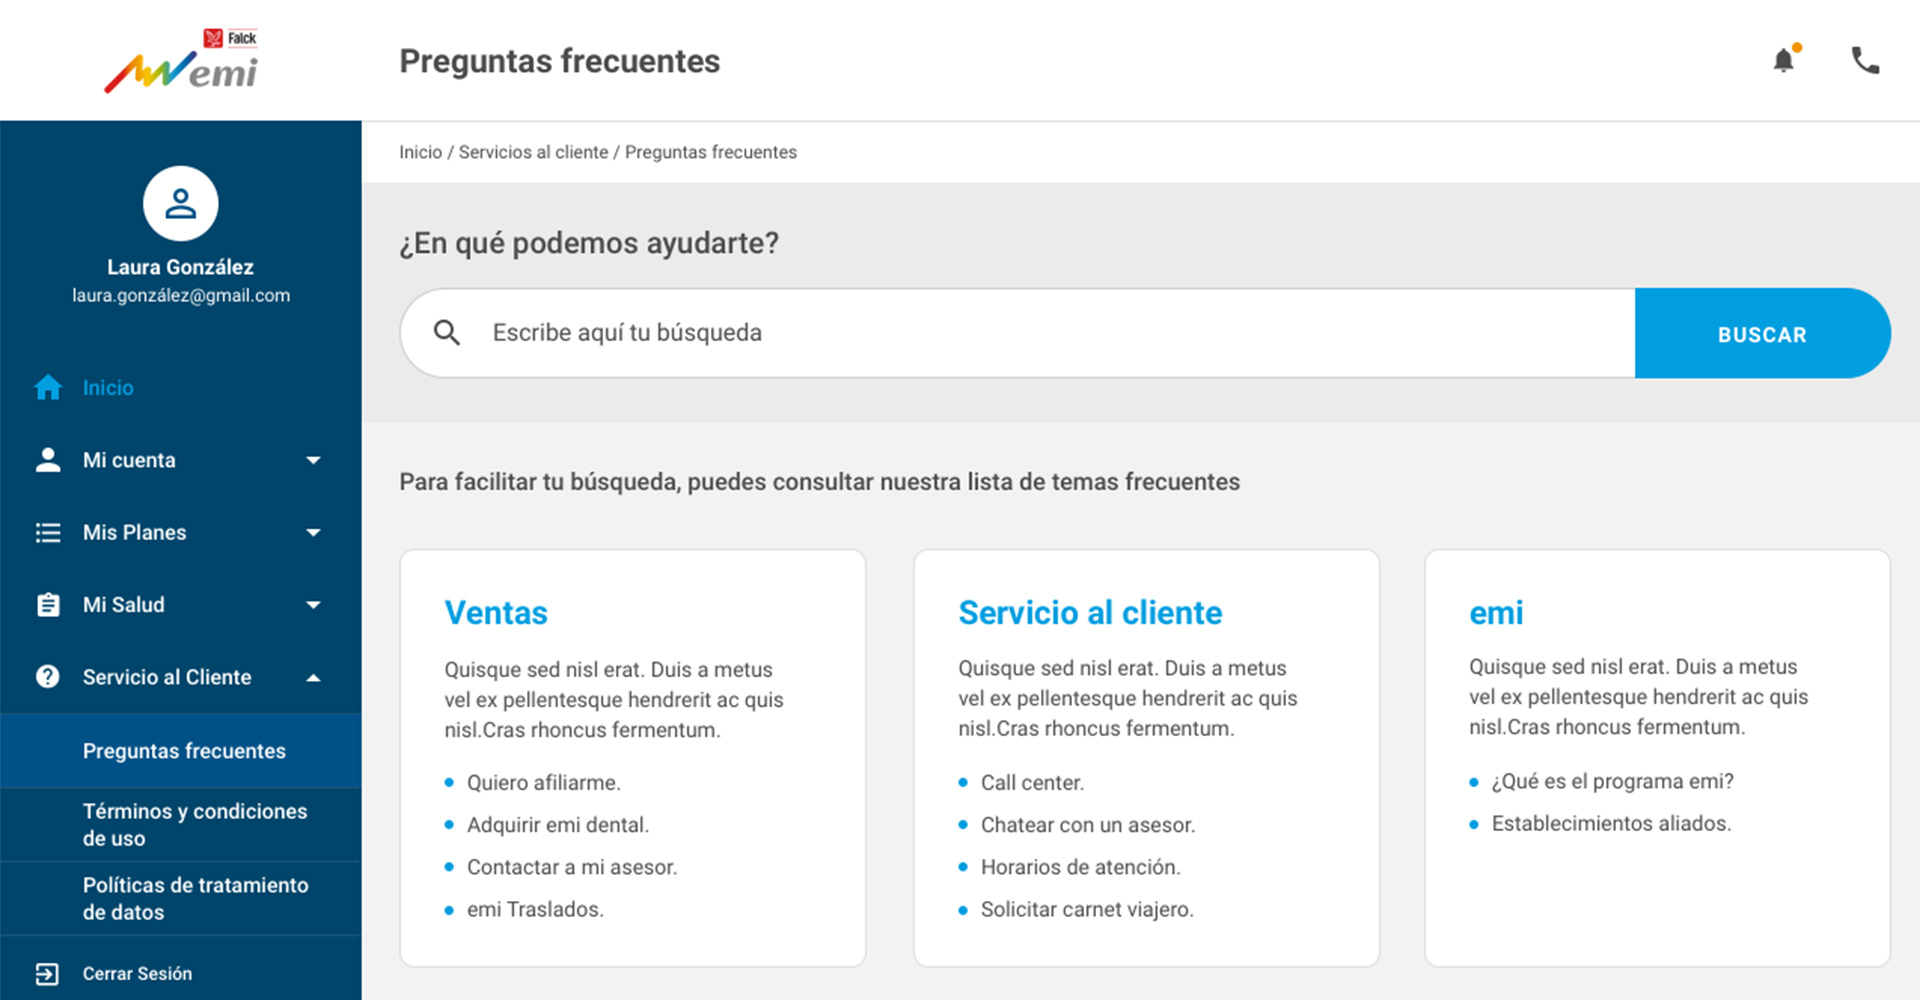 Falck
emi
Preguntas frecuentes
Inicio / Servicios al cliente / Preguntas frecuentes
Laura González
laura.gonzález@gmail.com
Inicio
Mi cuenta
Mis Planes
Mi Salud
Servicio al Cliente
Preguntas frecuentes
Términos y condiciones
de uso
Políticas de tratamiento
de datos
Cerrar Sesión
¿En qué podemos ayudarte?
Escribe aquí tu búsqueda
BUSCAR
Para facilitar tu búsqueda, puedes consultar nuestra lista de temas frecuentes
Ventas
Quisque sed nisl erat. Duis a metus
vel ex pellentesque hendrerit ac quis
nisl.Cras rhoncus fermentum.
Quiero afiliarme.
Adquirir emi dental.
Contactar a mi asesor.
emi Traslados.
Servicio al cliente
Quisque sed nisl erat. Duis a metus
vel ex pellentesque hendrerit ac quis
nisl.Cras rhoncus fermentum.
Call center.
Chatear con un asesor.
Horarios de atención.
Solicitar carnet viajero.
emi
Quisque sed nisl erat. Duis a metus
vel ex pellentesque hendrerit ac quis
nisl.Cras rhoncus fermentum.
¿Qué es el programa emi?
Establecimientos aliados.